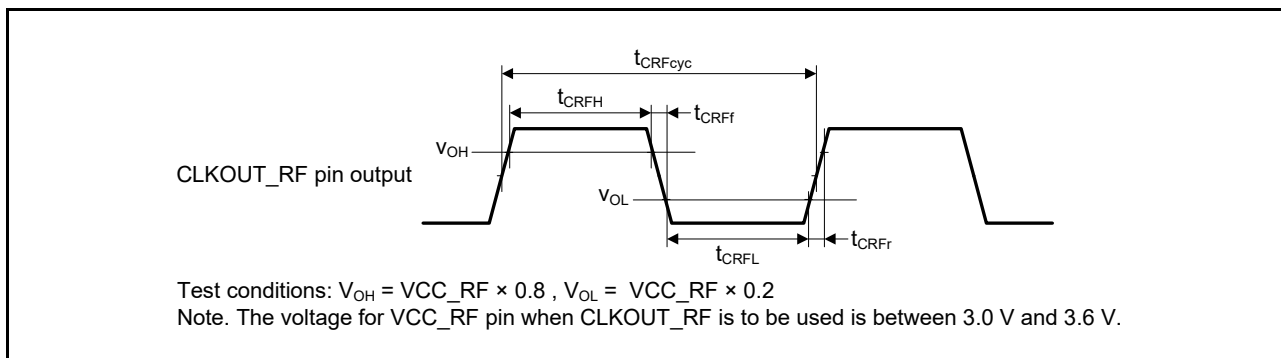 tCRFcyc
tCRFH
tCRFf
VOH
CLKOUT_RF pin output
VOL
tCRFL
tCRFr
Test conditions: VOH = VCC_RF × 0.8 , VOL = VCC_RF × 0.2
Note. The voltage for VCC_RF pin when CLKOUT_RF is to be used is between 3.0 V and 3.6 V.